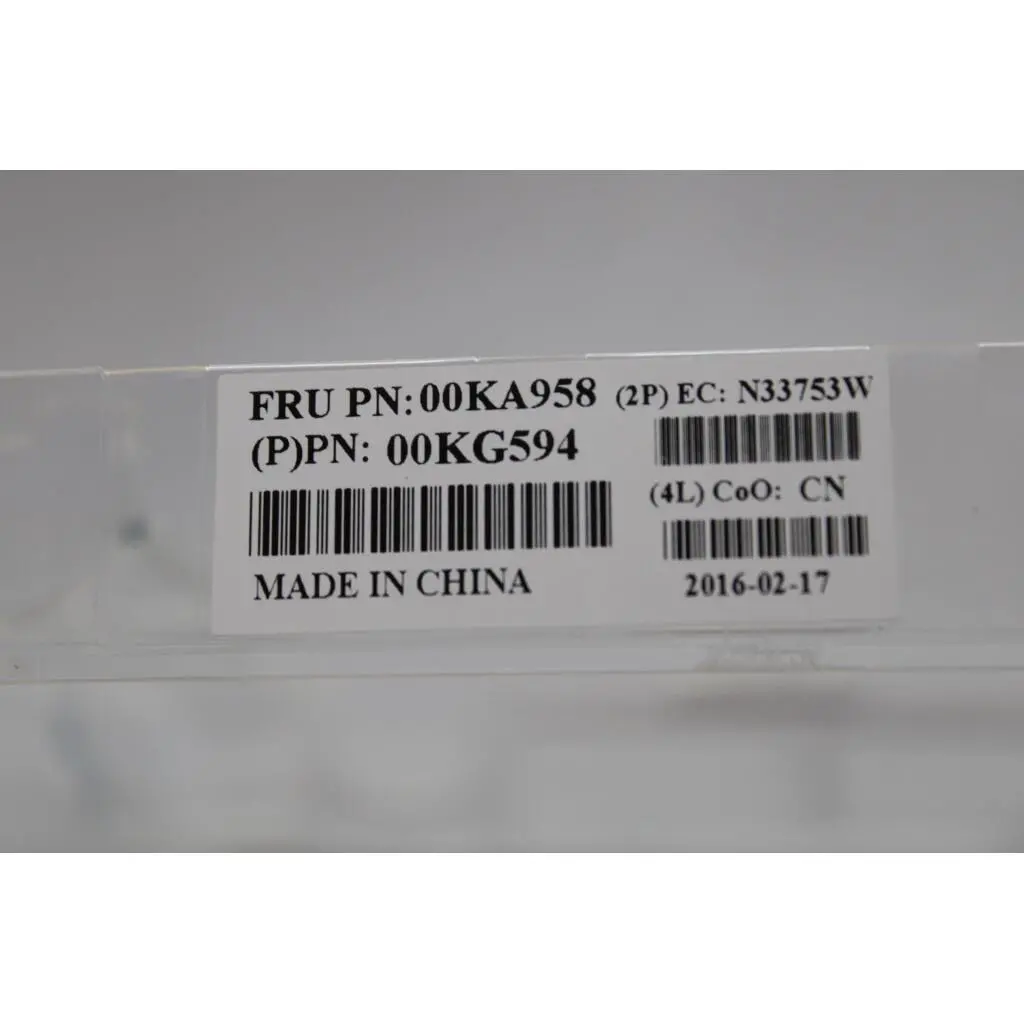 FRU PN:00KA958
(P)PN: 00KG594
MADE IN CHINA
(2P) EC: N33753W
(4L) CoO: CN
2016-02-17